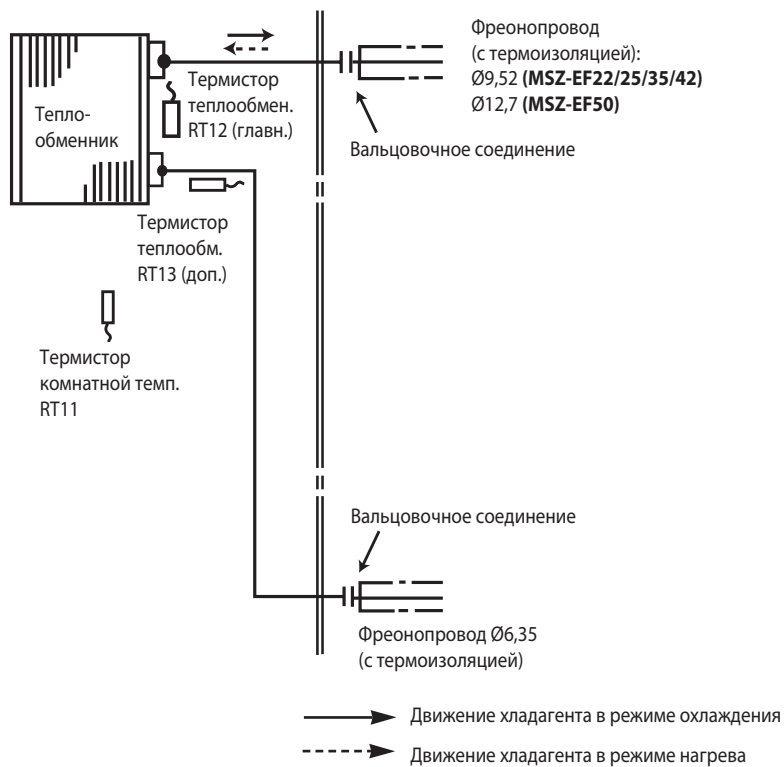 Фреонопровод
(с термоизоляцией):
Ø9,52 (MSZ-EF22/25/35/42)
Ø12,7 (MSZ-EF50)
Вальцовочное соединение
Тепло-
обменник
Термистор
теплообмен.
RT12 (главн.)
Термистор
теплообм.
RT13 (доп.)
Термистор
комнатной темп.
RT11
Вальцовочное соединение
Фреонопровод Ø6,35
(с термоизоляцией)
Движение хладагента в режиме охлаждения
Движение хладагента в режиме нагрева